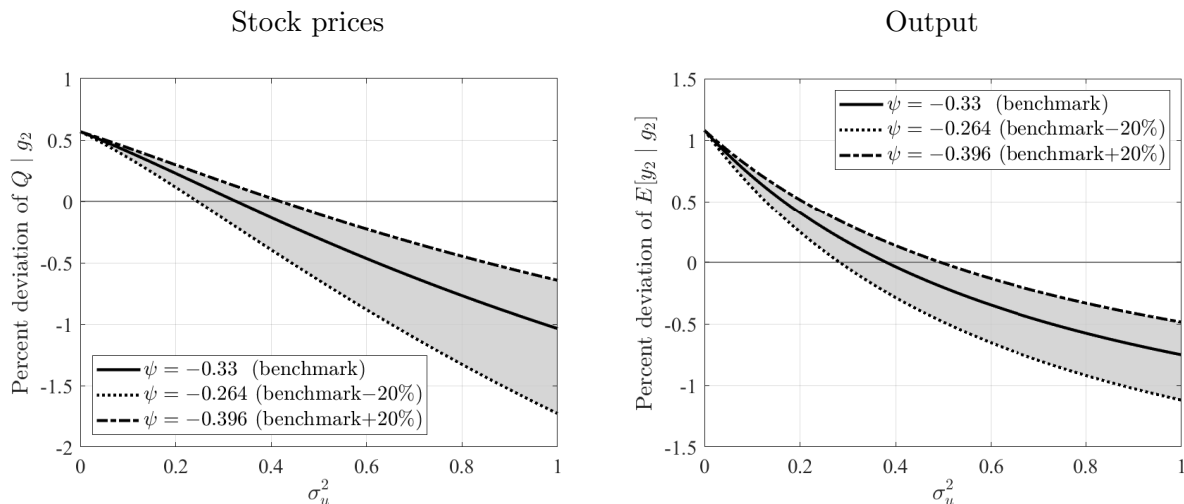 Stock prices
Percent deviation of Q | g₂
1
0.5
0
-0.5
-1
-1.5
-2
0 0.2 0.4 0.6 0.8 1
σ²ᵤ
ψ = −0.33 (benchmark)
ψ = −0.264 (benchmark−20%)
ψ = −0.396 (benchmark+20%)
Output
Percent deviation of E[y₂ | g₂]
1.5
1
0.5
0
-0.5
-1
-1.5
0 0.2 0.4 0.6 0.8 1
σ²ᵤ
ψ = −0.33 (benchmark)
ψ = −0.264 (benchmark−20%)
ψ = −0.396 (benchmark+20%)